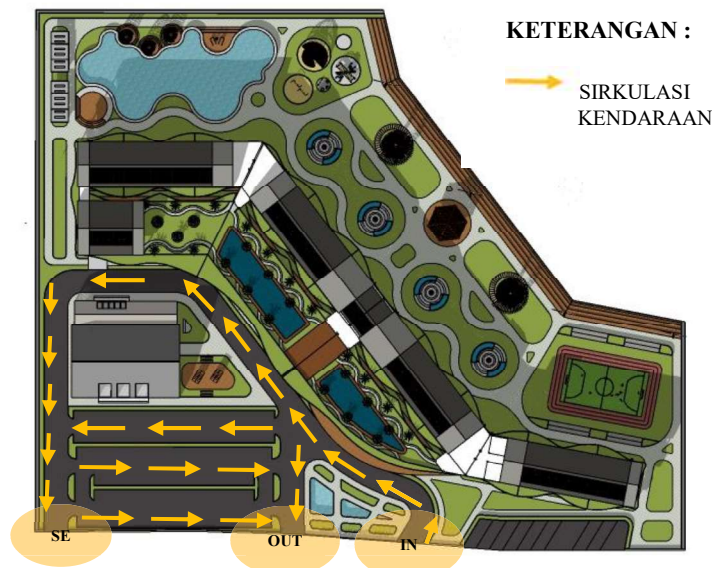 KETERANGAN :
SIRKULASI
KENDARAAN
SE
OUT
IN